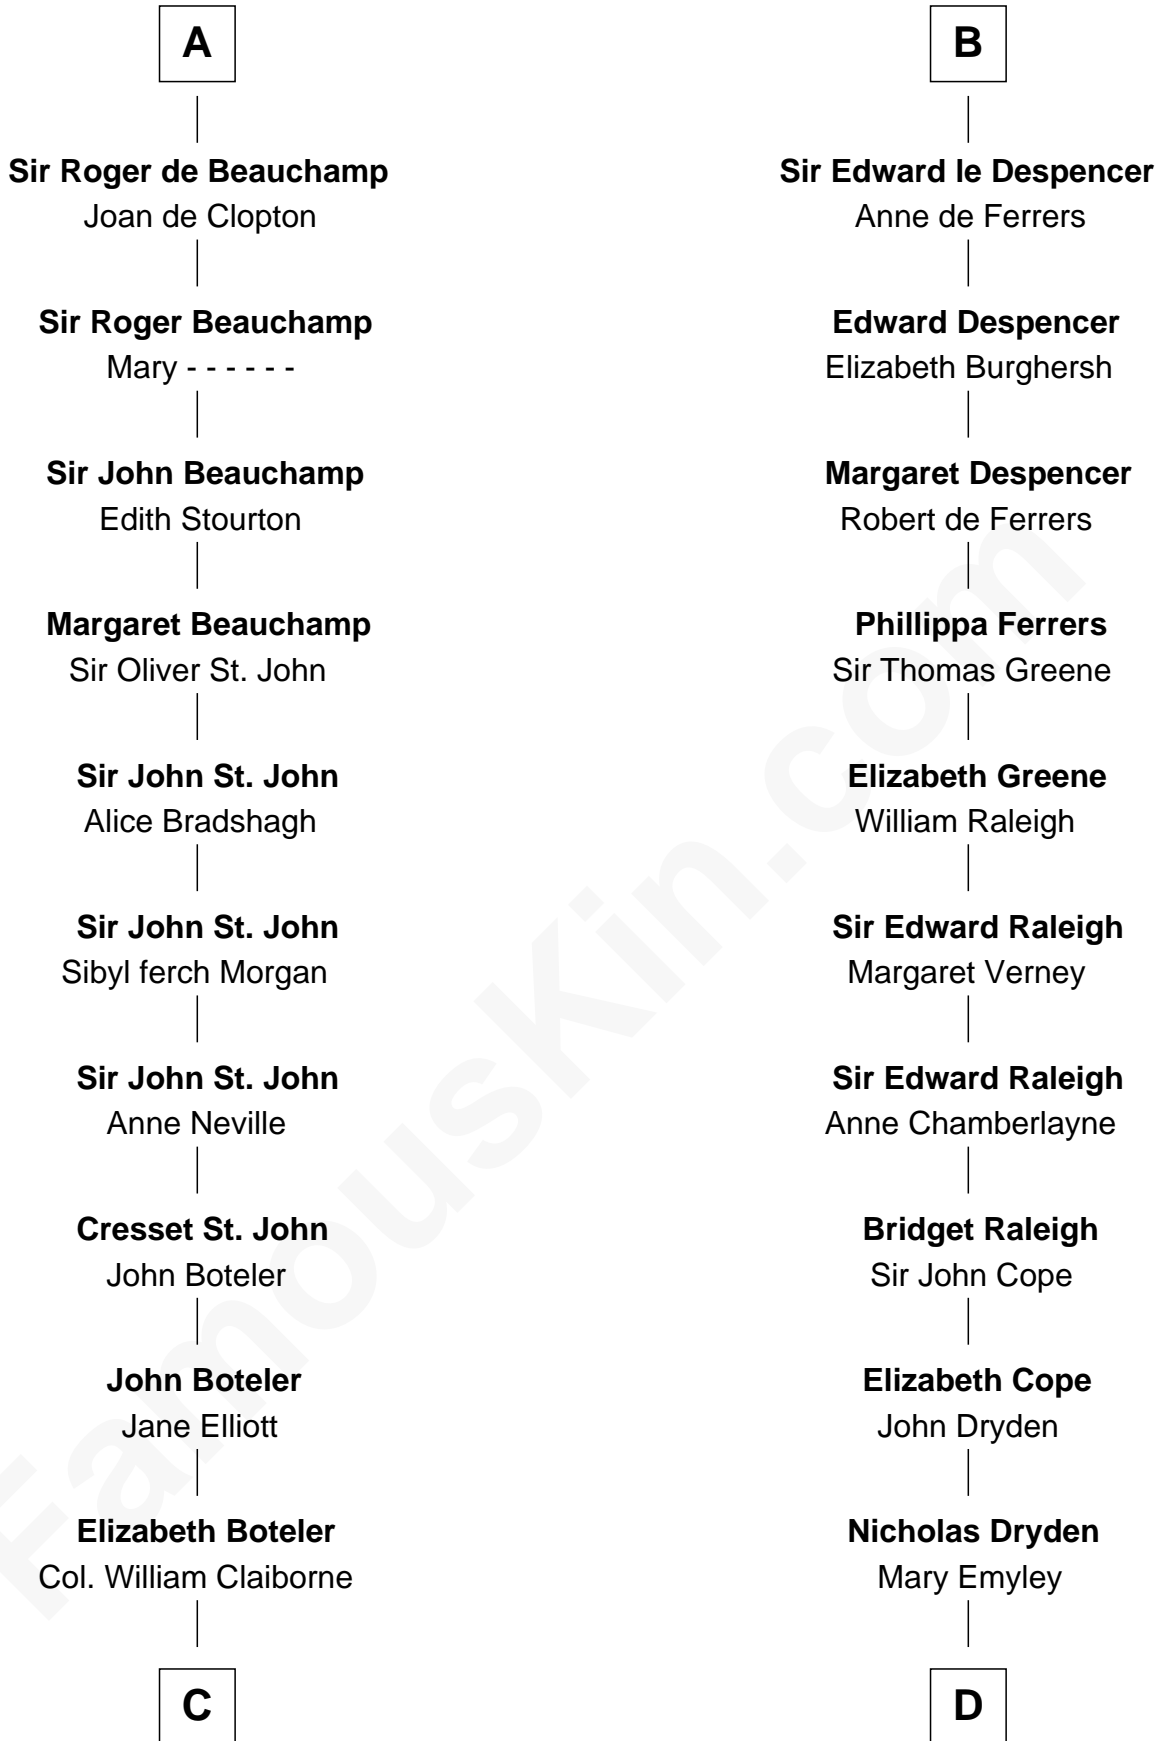 A
Sir Roger de Beauchamp
Joan de Clopton
Sir Roger Beauchamp
Mary - - - - - -
Sir John Beauchamp
Edith Stourton
Margaret Beauchamp
Sir Oliver St. John
Sir John St. John
Alice Bradshagh
Sir John St. John
Sibyl ferch Morgan
Sir John St. John
Anne Neville
Cresset St. John
John Boteler
John Boteler
Jane Elliott
Elizabeth Boteler
Col. William Claiborne
C
B
Sir Edward le Despencer
Anne de Ferrers
Edward Despencer
Elizabeth Burghersh
Margaret Despencer
Robert de Ferrers
Phillippa Ferrers
Sir Thomas Greene
Elizabeth Greene
William Raleigh
Sir Edward Raleigh
Margaret Verney
Sir Edward Raleigh
Anne Chamberlayne
Bridget Raleigh
Sir John Cope
Elizabeth Cope
John Dryden
Nicholas Dryden
Mary Emyley
D
FamousKin.com